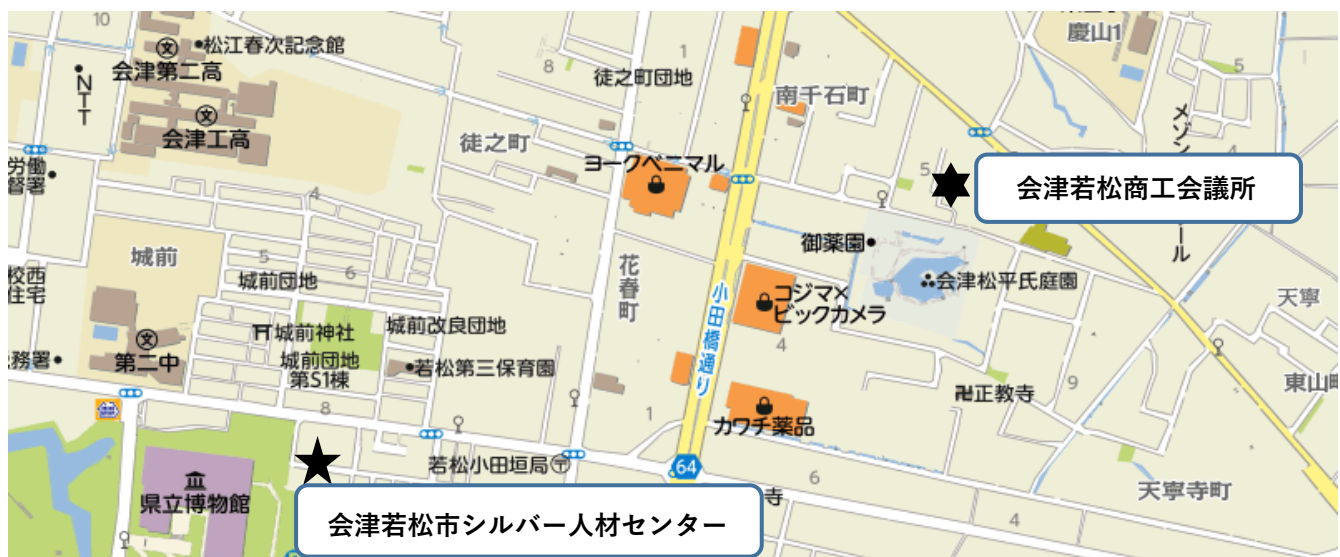 10
松江春次記念館
会津第二高
NTT
会津工高
労働
督署
徒之町
徒之町団地
8
1
南千石町
慶山1
5
メゾン
4
ール
ヨークベニマル
5
会津若松商工会議所
御薬園
会津松平氏庭園
コジマ×
ビックカメラ
4
小田橋通り
花春町
4
5
6
城前
城前団地
校西
住宅
城前神社
城前改良団地
城前団地
第S1棟
若松第三保育園
第二中
務署
8
1
カワチ薬品
正教寺
9
天寧
東山町
若松小田垣局
64
6
天寧寺町
寺
4
県立博物館
会津若松市シルバー人材センター